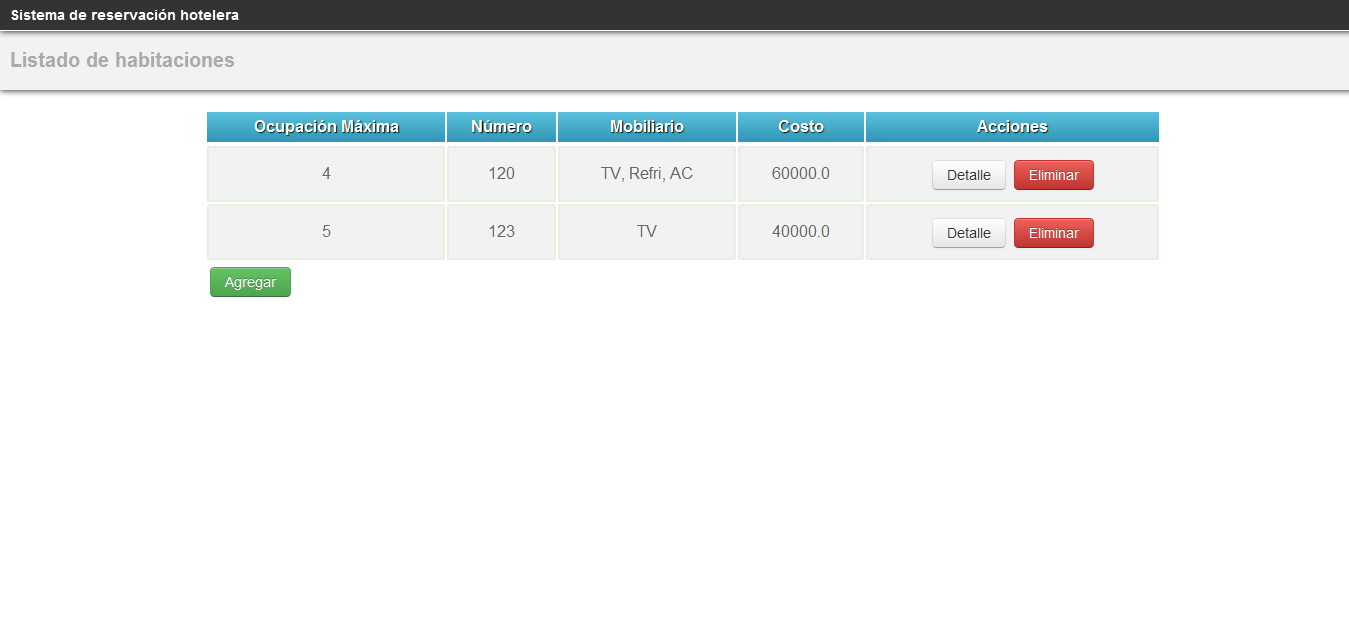 Sistema de reservación hotelera
Listado de habitaciones
Ocupación Máxima Número Mobiliario Costo Acciones
4 120 TV, Refri, AC 60000.0 Detalle Eliminar
5 123 TV 40000.0 Detalle Eliminar
Agregar